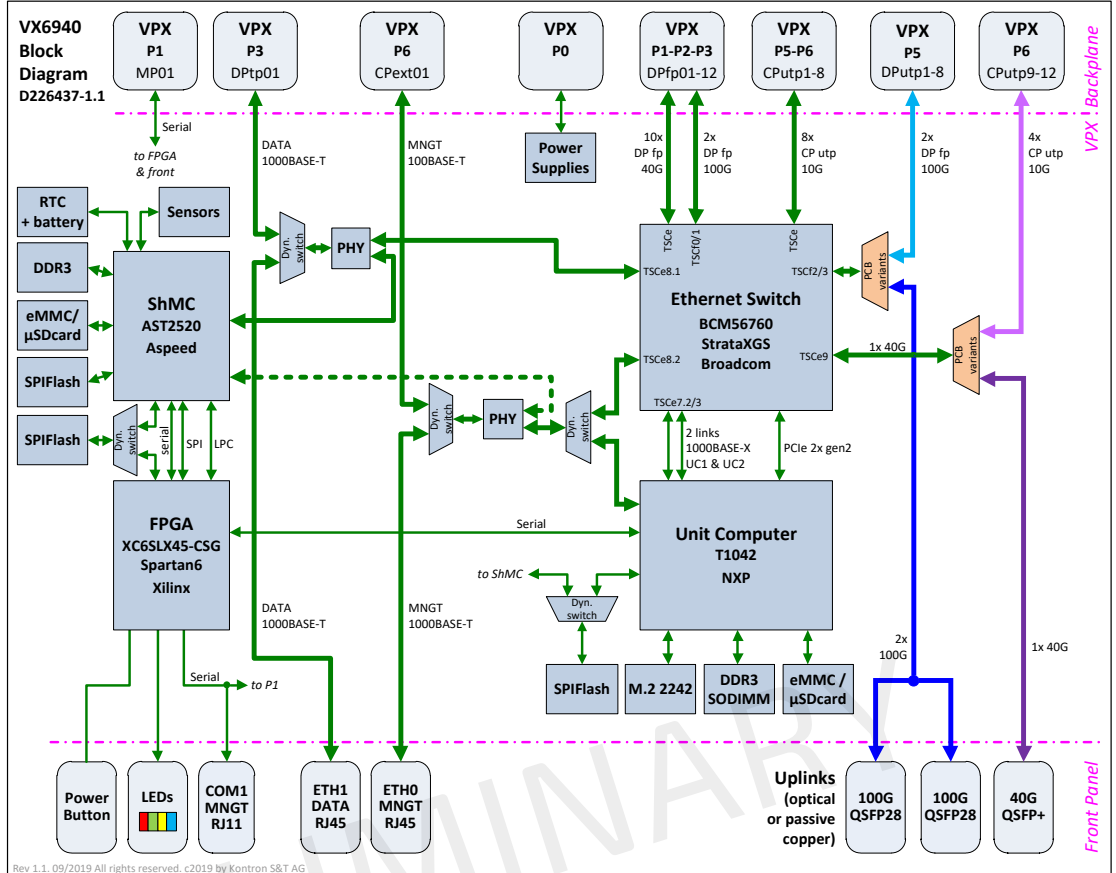 VX6940
Block
Diagram
D226437-1.1
VPX
P1
MP01
VPX
P3
DPtp01
VPX
P6
CPext01
VPX
P0
VPX
P1-P2-P3
DPfp01-12
VPX
P5-P6
CPutp1-8
VPX
P5
DPutp1-8
VPX
P6
CPutp9-12
VPX Backplane
Serial
to FPGA
& front
DATA
1000BASE-T
MNGT
100BASE-T
Power
Supplies
10x
DP fp
40G
2x
DP fp
100G
8x
CP utp
10G
2x
DP fp
100G
4x
CP utp
10G
RTC
+ battery
Sensors
DDR3
eMMC/
µSDcard
SPIFlash
SPIFlash
ShMC
AST2520
Aspeed
Dyn.
switch
PHY
TSCe
TSCf0/1
TSCe
TSCe8.1
TSCf2/3
Ethernet Switch
BCM56760
StrataXGS
Broadcom
TSCe8.2
TSCe9
TSCe7.2/3
PCB
variants
1x 40G
PCB
variants
Dyn.
switch
PHY
Dyn.
switch
Dyn.
switch
serial
SPI
LPC
2 links
1000BASE-X
UC1 & UC2
PCIe 2x gen2
FPGA
XC6SLX45-CSG
Spartan6
Xilinx
Serial
Unit Computer
T1042
NXP
to ShMC
Dyn.
switch
DATA
1000BASE-T
MNGT
1000BASE-T
2x
100G
1x 40G
SPIFlash
M.2 2242
DDR3
SODIMM
eMMC /
µSDcard
Serial
to P1
Power
Button
LEDs
COM1
MNGT
RJ11
ETH1
DATA
RJ45
ETH0
MNGT
RJ45
Uplinks
(optical
or passive
copper)
100G
QSFP28
100G
QSFP28
40G
QSFP+
Front Panel
LIMINARY
Rev 1.1. 09/2019 All rights reserved. c2019 by Kontron S&T AG